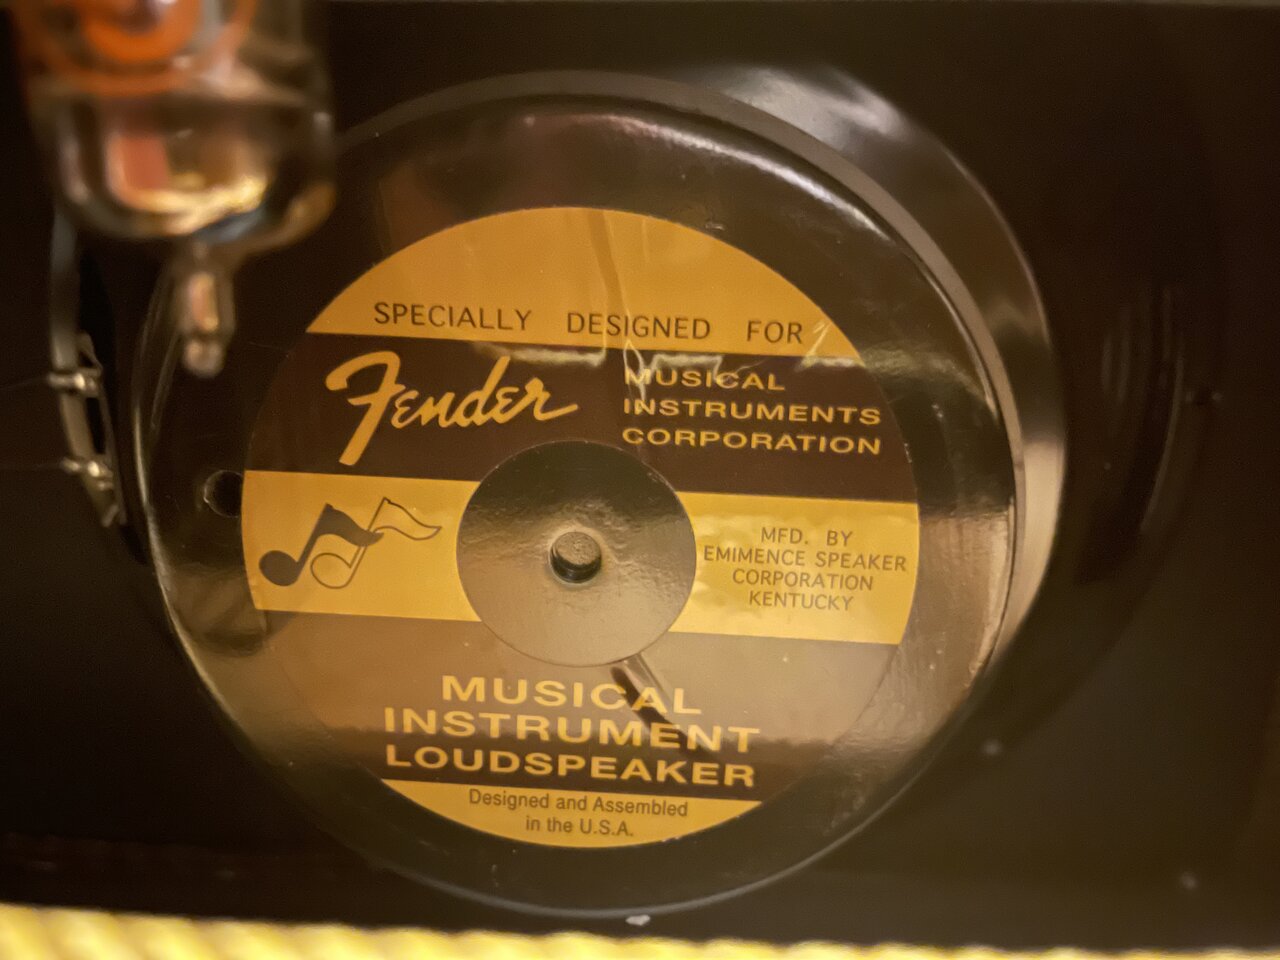 SPECIALLY DESIGNED FOR
Fender
MUSICAL
INSTRUMENTS
CORPORATION
MFD. BY
EMIMENCE SPEAKER
CORPORATION
KENTUCKY
MUSICAL
INSTRUMENT
LOUDSPEAKER
Designed and Assembled
in the U.S.A.